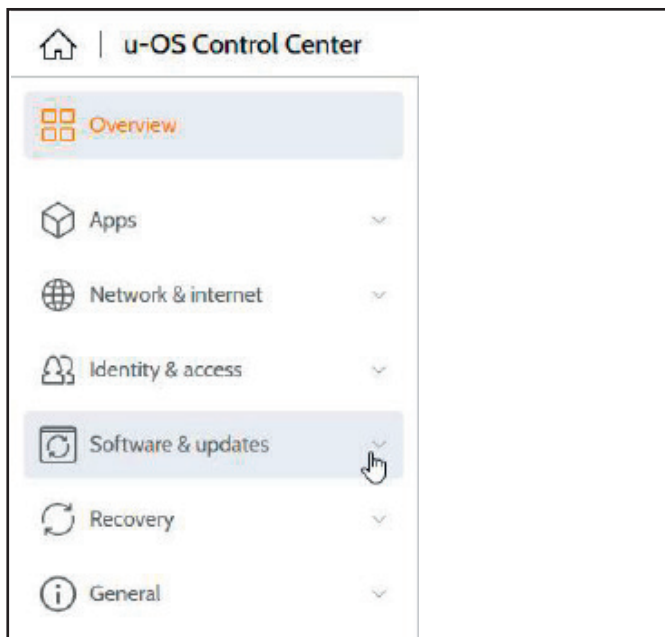 u-OS Control Center
Overview
Apps
Network & internet
Identity & access
Software & updates
Recovery
General